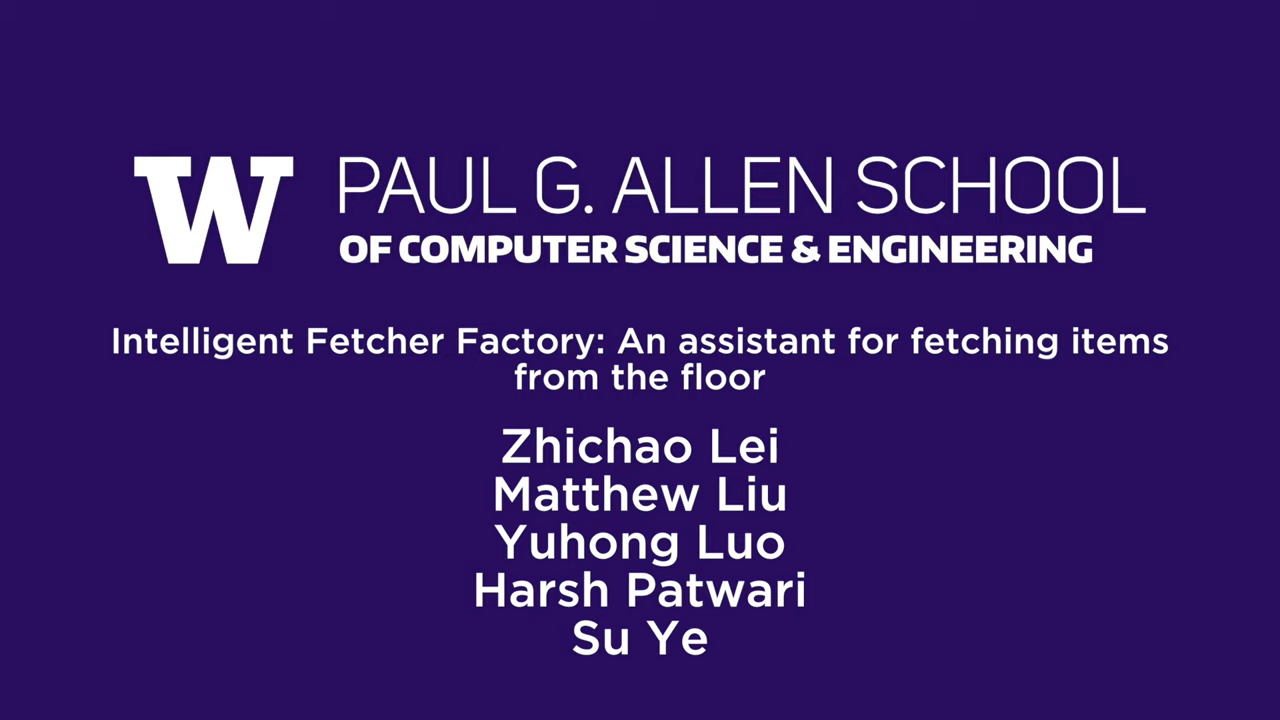 W PAUL G. ALLEN SCHOOL
OF COMPUTER SCIENCE & ENGINEERING
Intelligent Fetcher Factory: An assistant for fetching items
from the floor
Zhichao Lei
Matthew Liu
Yuhong Luo
Harsh Patwari
Su Ye